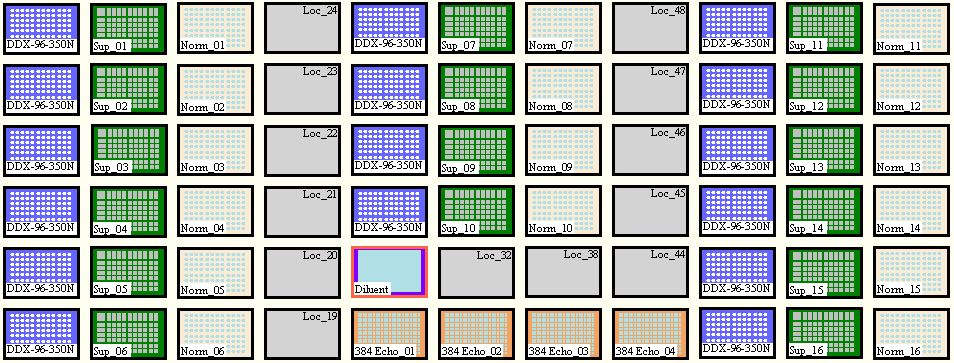 DDX-96-350N Sup_01 Norm_01 Loc_24 DDX-96-350N Sup_07 Norm_07 Loc_48 DDX-96-350N Sup_11 Norm_11
DDX-96-350N Sup_02 Norm_02 Loc_23 DDX-96-350N Sup_08 Norm_08 Loc_47 DDX-96-350N Sup_12 Norm_12
DDX-96-350N Sup_03 Norm_03 Loc_22 DDX-96-350N Sup_09 Norm_09 Loc_46 DDX-96-350N Sup_13 Norm_13
DDX-96-350N Sup_04 Norm_04 Loc_21 DDX-96-350N Sup_10 Norm_10 Loc_45 DDX-96-350N Sup_14 Norm_14
DDX-96-350N Sup_05 Norm_05 Loc_20 Diluent Loc_32 Loc_38 Loc_44 DDX-96-350N Sup_15 Norm_15
DDX-96-350N Sup_06 Norm_06 Loc_19 384 Echo_01 384 Echo_02 384 Echo_03 384 Echo_04 DDX-96-350N Sup_16 Norm_16